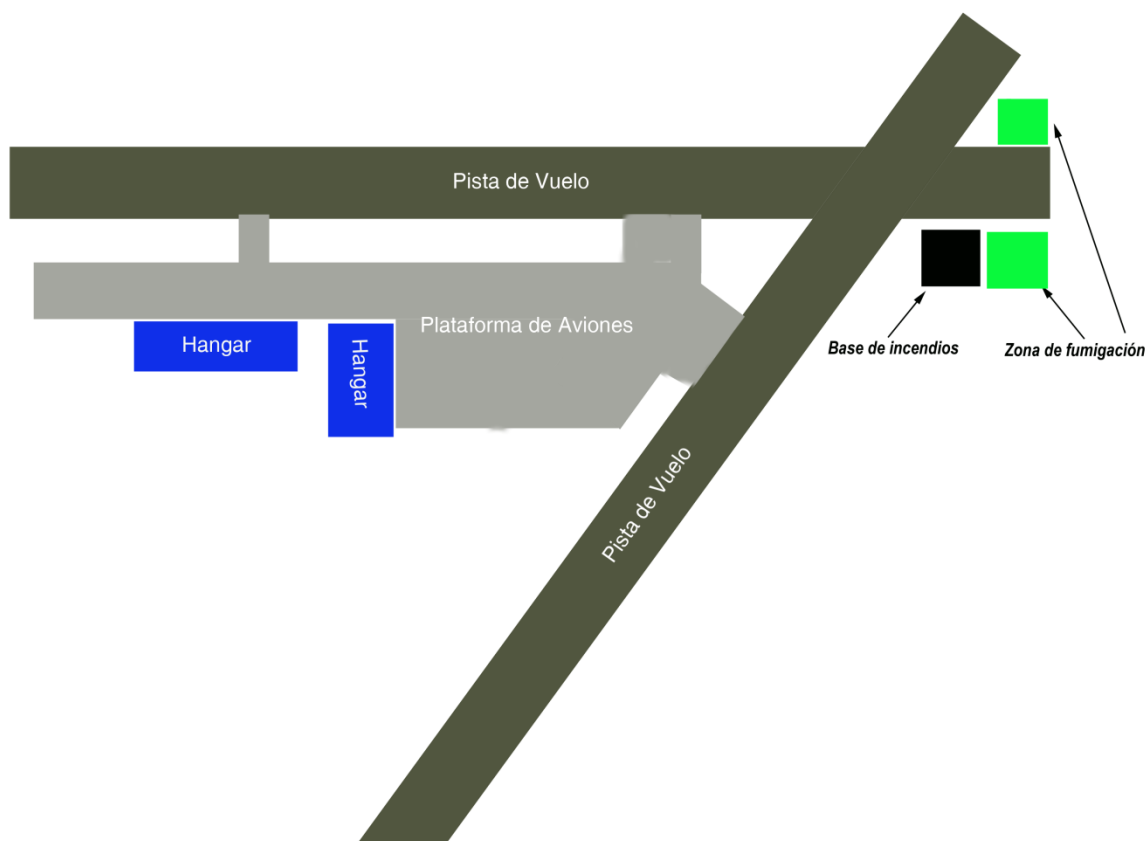 Pista de Vuelo
Plataforma de Aviones
Hangar
Hangar
Base de incendios
Zona de fumigación
Pista de Vuelo